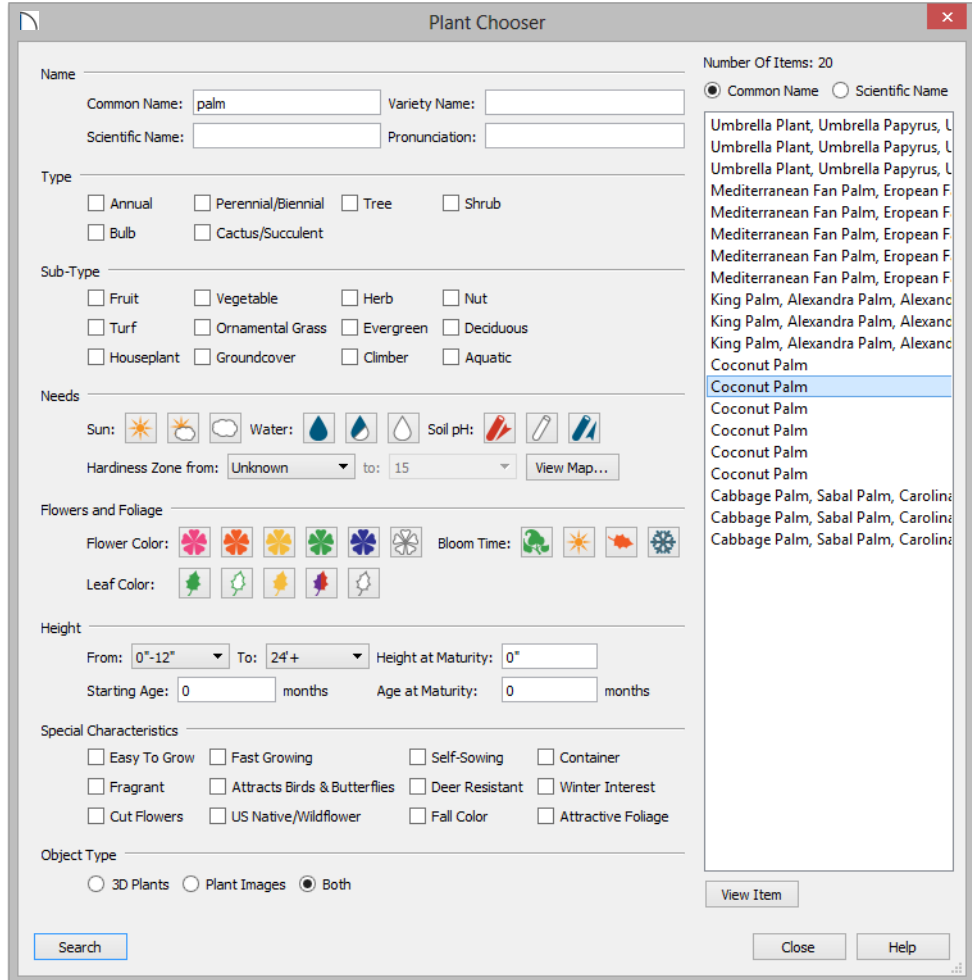 Plant Chooser
Name
Common Name: palm Variety Name:
Scientific Name: Pronunciation:
Type
Annual Perennial/Biennial Tree Shrub
Bulb Cactus/Succulent
Sub-Type
Fruit Vegetable Herb Nut
Turf Ornamental Grass Evergreen Deciduous
Houseplant Groundcover Climber Aquatic
Needs
Sun: Water: Soil pH:
Hardiness Zone from: Unknown to: 15 View Map...
Flowers and Foliage
Flower Color: Bloom Time:
Leaf Color:
Height
From: 0"-12" To: 24'+ Height at Maturity: 0"
Starting Age: 0 months Age at Maturity: 0 months
Special Characteristics
Easy To Grow Fast Growing Self-Sowing Container
Fragrant Attracts Birds & Butterflies Deer Resistant Winter Interest
Cut Flowers US Native/Wildflower Fall Color Attractive Foliage
Object Type
3D Plants Plant Images Both
Search
Number Of Items: 20
Common Name Scientific Name
Umbrella Plant, Umbrella Papyrus, U
Umbrella Plant, Umbrella Papyrus, U
Umbrella Plant, Umbrella Papyrus, U
Mediterranean Fan Palm, Eropean F
Mediterranean Fan Palm, Eropean F
Mediterranean Fan Palm, Eropean F
Mediterranean Fan Palm, Eropean F
Mediterranean Fan Palm, Eropean F
King Palm, Alexandra Palm, Alexanc
King Palm, Alexandra Palm, Alexanc
King Palm, Alexandra Palm, Alexanc
Coconut Palm
Coconut Palm
Coconut Palm
Coconut Palm
Coconut Palm
Coconut Palm
Cabbage Palm, Sabal Palm, Carolina
Cabbage Palm, Sabal Palm, Carolina
Cabbage Palm, Sabal Palm, Carolina
View Item
Close Help